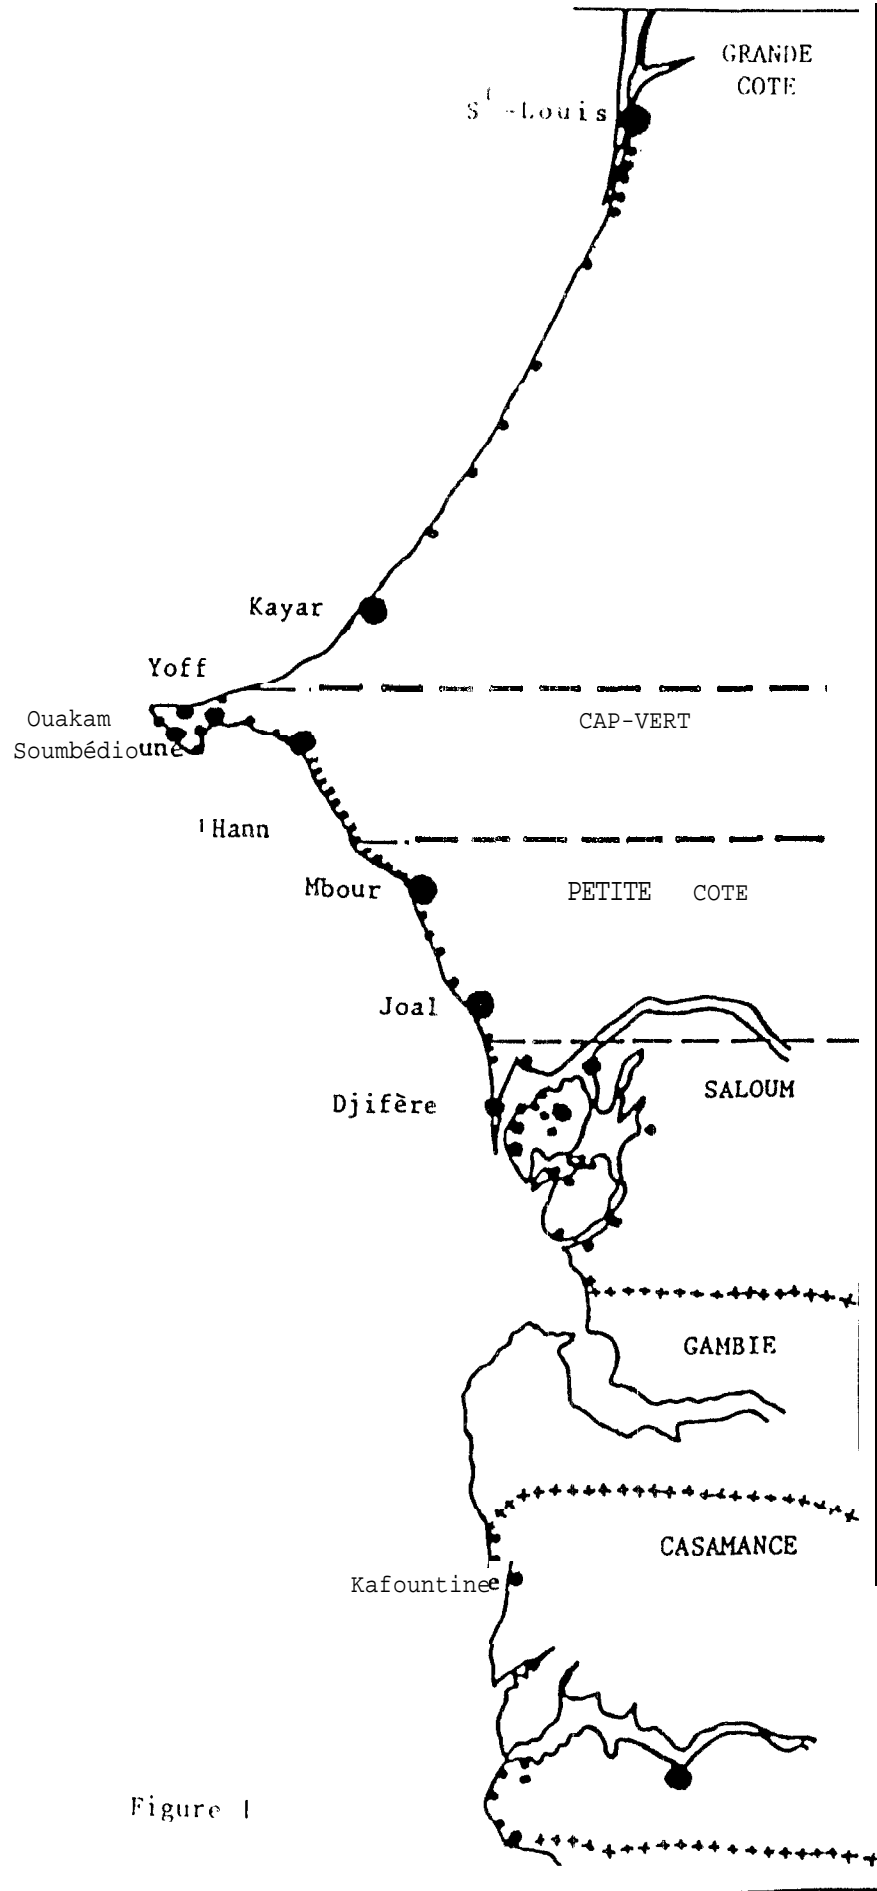 GRANDE
COTE
St-Louis
Kayar
Yoff
Ouakam
CAP-VERT
Soumbédioune
Hann
Mbour
PETITE COTE
Joal
SALOUM
Djifère
GAMBIE
CASAMANCE
Kafountine
Figure 1